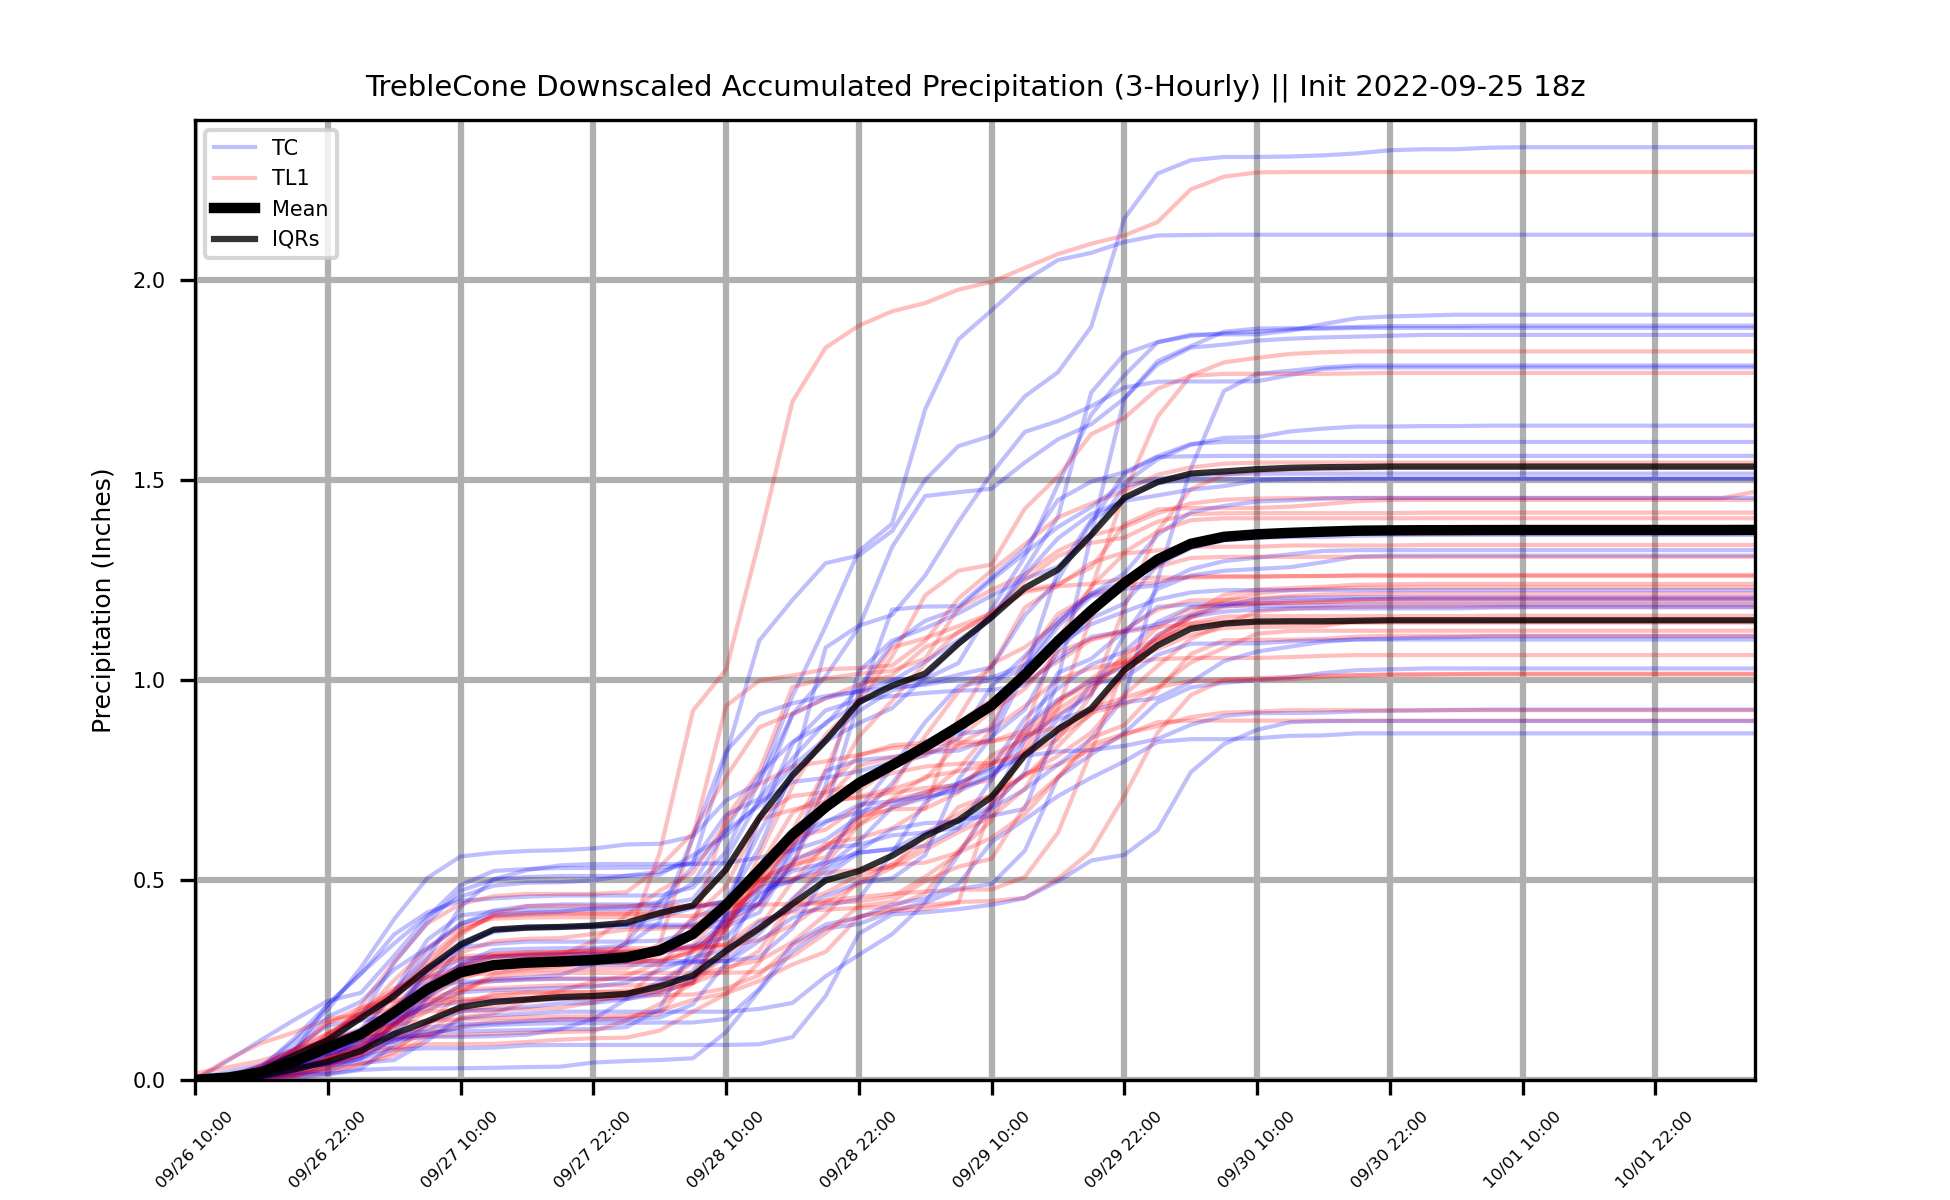 TrebleCone Downscaled Accumulated Precipitation (3-Hourly) || Init 2022-09-25 18z
TC
TL1
Mean
IQRs
Precipitation (Inches)
2.0
1.5
1.0
0.5
0.0
09/26 10:00
09/26 22:00
09/27 10:00
09/27 22:00
09/28 10:00
09/28 22:00
09/29 10:00
09/29 22:00
09/30 10:00
09/30 22:00
10/01 10:00
10/01 22:00